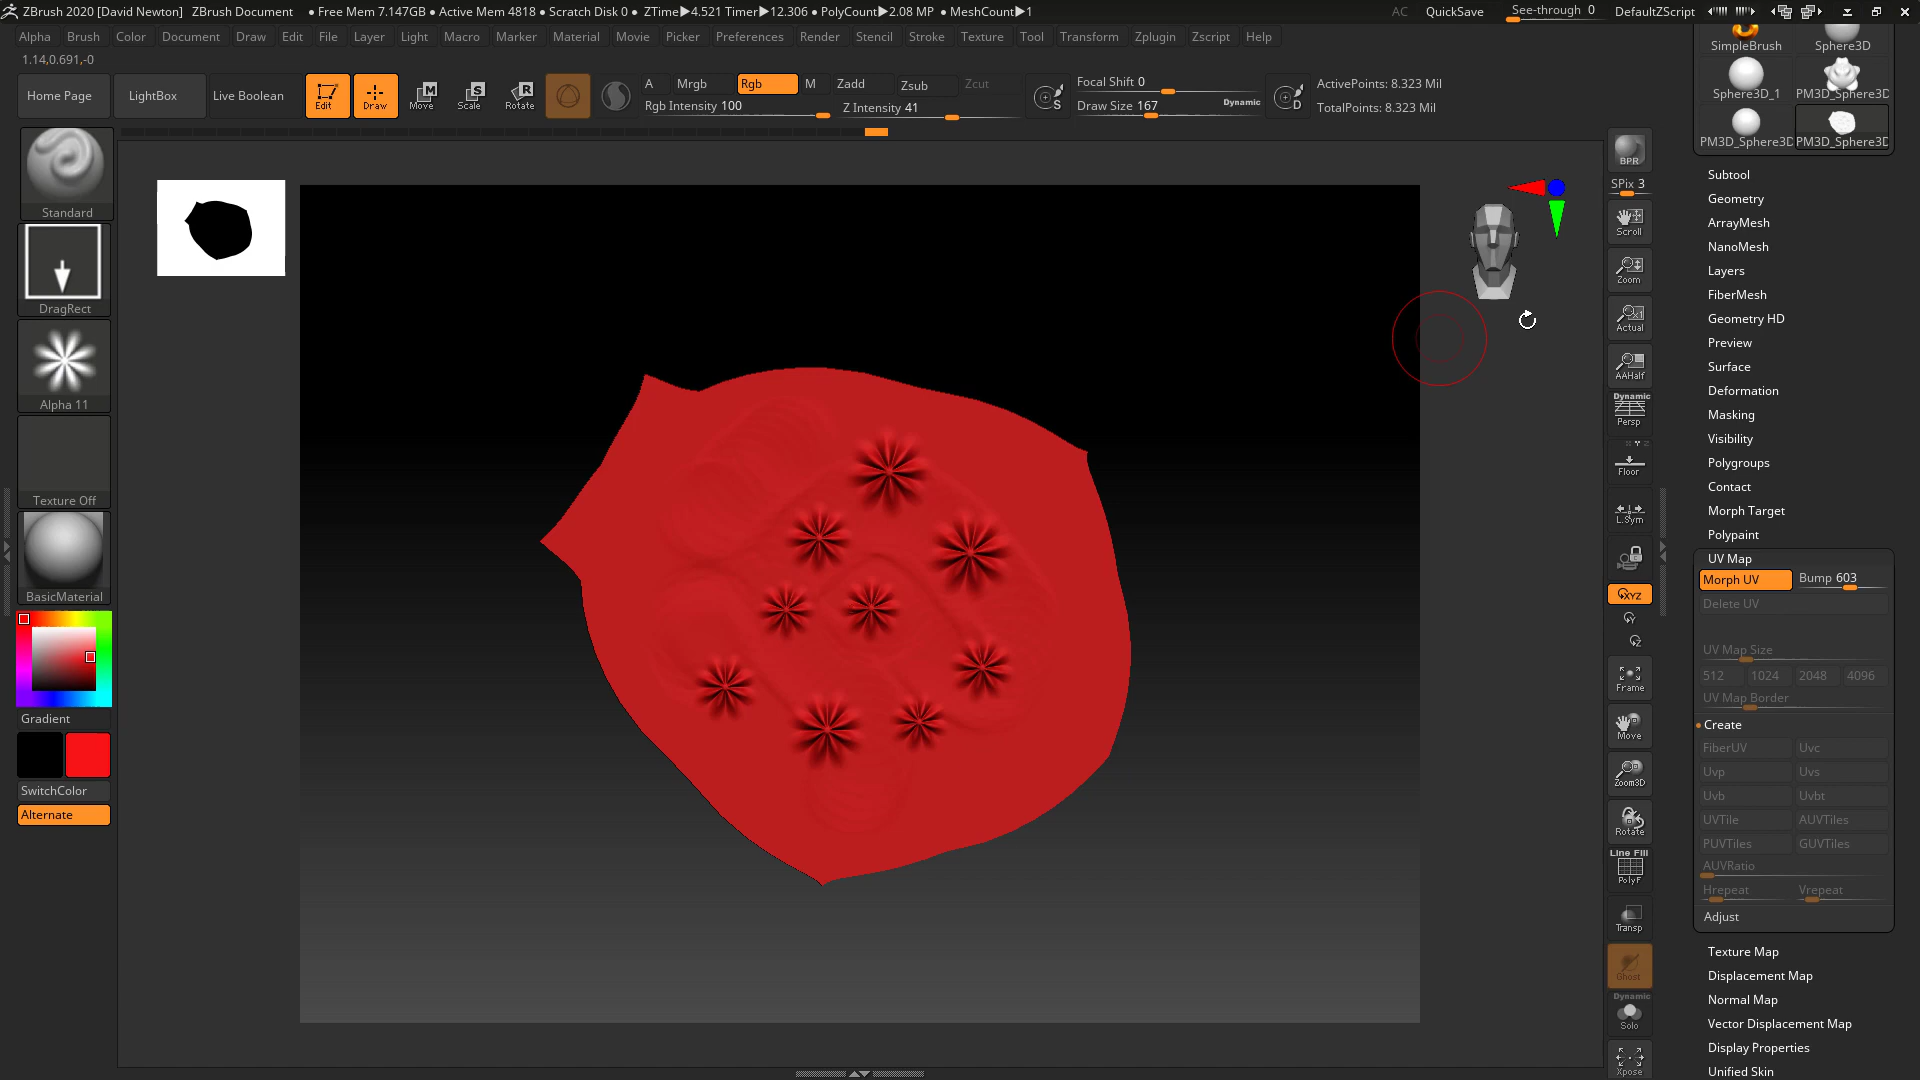 ZBrush 2020 [David Newton] ZBrush Document ● Free Mem 7.147GB ● Active Mem 4818 ● Scratch Disk 0 ● ZTime▶4.521 Timer▶12.306 ● PolyCount▶2.08 MP ● MeshCount▶1 AC QuickSave See-through 0 DefaultZScript
Alpha Brush Color Document Draw Edit File Layer Light Macro Marker Material Movie Picker Preferences Render Stencil Stroke Texture Tool Transform Zplugin Zscript Help
1.14,0.691,-0
Home Page LightBox Live Boolean Edit Draw Move Scale Rotate
M S R
A Mrgb Rgb M Zadd Zsub Zcut
Rgb Intensity 100 Z Intensity 41
S Focal Shift 0
Draw Size 167 Dynamic
D ActivePoints: 8.323 Mil
TotalPoints: 8.323 Mil
Standard
DragRect
Alpha 11
Texture Off
BasicMaterial
Gradient
SwitchColor
Alternate
BPR
SPix 3
Scroll
Zoom
Actual
AAHalf
Dynamic
Persp
Floor
L.Sym
XYZ
Y
Z
Frame
Move
Zoom3D
Rotate
Line Fill
PolyF
Transp
Ghost
Dynamic
Solo
Xpose
SimpleBrush Sphere3D
Sphere3D_1 PM3D_Sphere3D
PM3D_Sphere3D PM3D_Sphere3D
Subtool
Geometry
ArrayMesh
NanoMesh
Layers
FiberMesh
Geometry HD
Preview
Surface
Deformation
Masking
Visibility
Polygroups
Contact
Morph Target
Polypaint
UV Map
Morph UV Bump 603
Delete UV
UV Map Size
512 1024 2048 4096
UV Map Border
Create
FiberUV Uvc
Uvp Uvs
Uvb Uvbt
UVTile AUVTiles
PUVTiles GUVTiles
AUVRatio
Hrepeat Vrepeat
Adjust
Texture Map
Displacement Map
Normal Map
Vector Displacement Map
Display Properties
Unified Skin